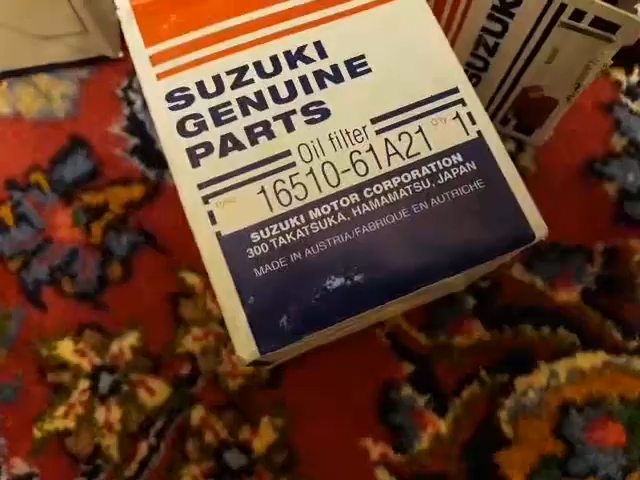 SUZUKI
GENUINE
PARTS
Oil filter
16510-61A21
QTY 1
SUZUKI MOTOR CORPORATION
300 TAKATSUKA, HAMAMATSU, JAPAN
MADE IN AUSTRIA/FABRIQUE EN AUTRICHE
SUZUKI